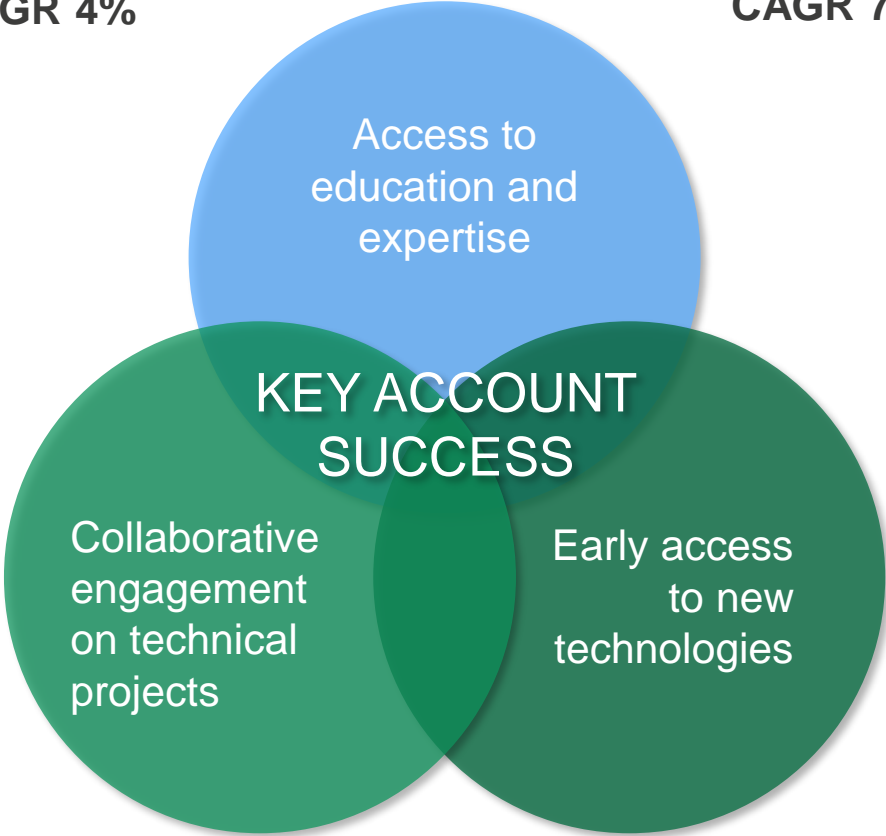 GR 4%
CAGR 7
Access to
education and
expertise
KEY ACCOUNT
SUCCESS
Collaborative
engagement
on technical
projects
Early access
to new
technologies